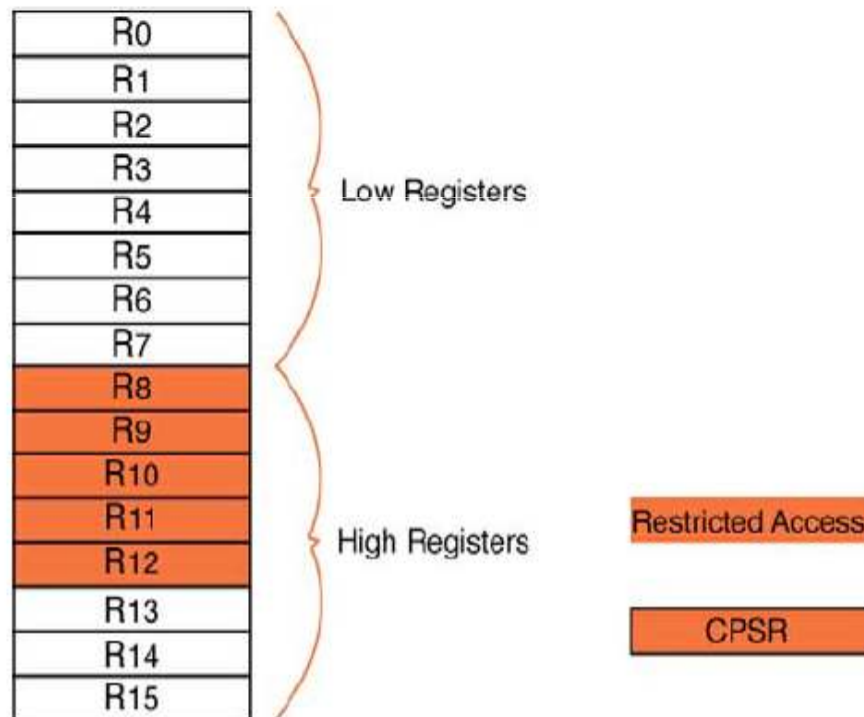 R0
R1
R2
R3
R4
R5
R6
R7
R8
R9
R10
R11
R12
R13
R14
R15
Low Registers
High Registers
Restricted Access
CPSR